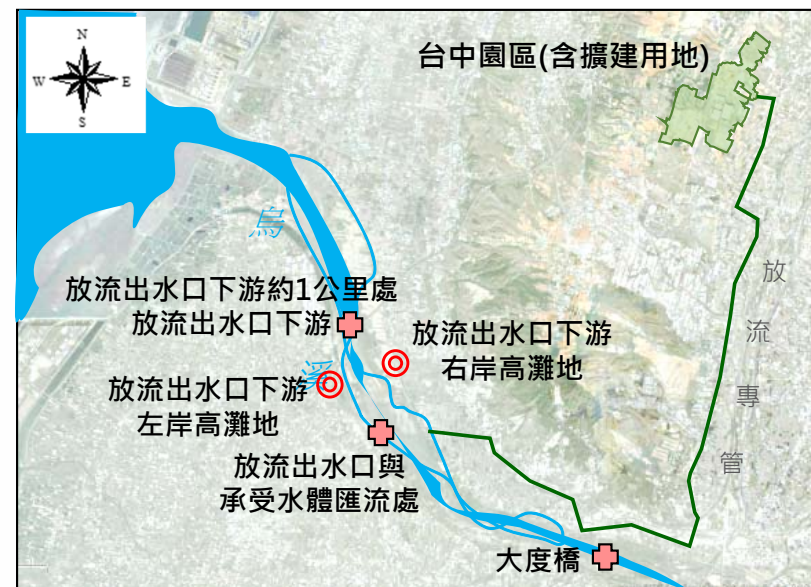 N
W
E
S
台中園區(含擴建用地)
烏
放流出水口下游約1公里處
放流出水口下游
放流出水口下游
右岸高灘地
溪
放流出水口下游
左岸高灘地
放流出水口與
承受水體匯流處
大度橋
放
流
專
管